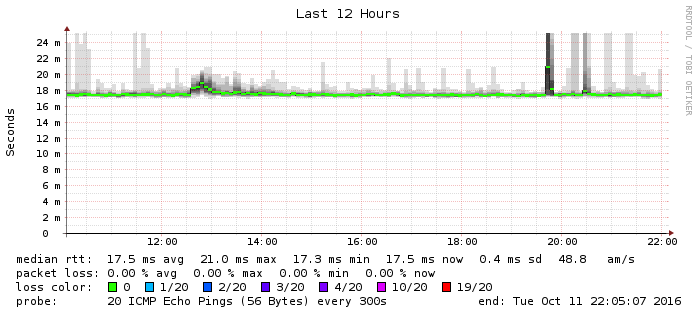 Last 12 Hours
RRDTOOL / TOBI OETIKER
Seconds
24 m
22 m
20 m
18 m
16 m
14 m
12 m
10 m
8 m
6 m
4 m
2 m
0
12:00 14:00 16:00 18:00 20:00 22:00
median rtt: 17.5 ms avg 21.0 ms max 17.3 ms min 17.5 ms now 0.4 ms sd 48.8 am/s
packet loss: 0.00 % avg 0.00 % max 0.00 % min 0.00 % now
loss color: 0 1/20 2/20 3/20 4/20 10/20 19/20
probe: 20 ICMP Echo Pings (56 Bytes) every 300s end: Tue Oct 11 22:05:07 2016